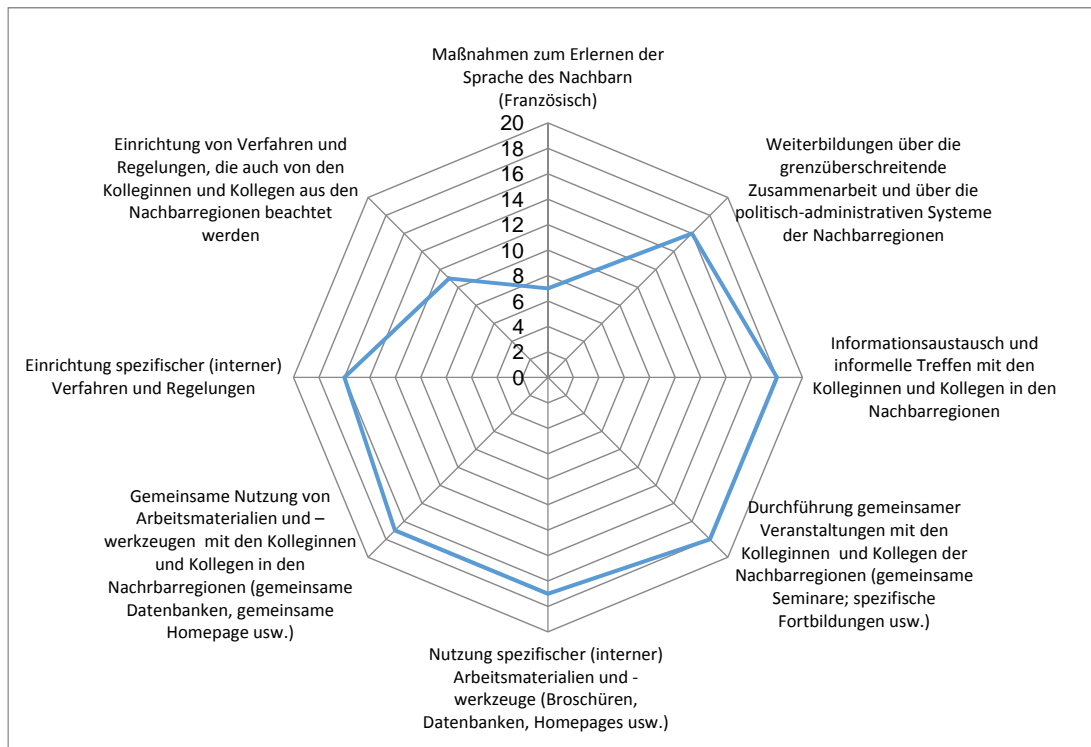 Maßnahmen zum Erlernen der
Sprache des Nachbarn
(Französisch)
Weiterbildungen über die
grenzüberschreitende
Zusammenarbeit und über die
politisch-administrativen Systeme
der Nachbarregionen
Informationsaustausch und
informelle Treffen mit den
Kolleginnen und Kollegen in den
Nachbarregionen
Durchführung gemeinsamer
Veranstaltungen mit den
Kolleginnen und Kollegen der
Nachbarregionen (gemeinsame
Seminare; spezifische
Fortbildungen usw.)
Nutzung spezifischer (interner)
Arbeitsmaterialien und -
werkzeuge (Broschüren,
Datenbanken, Homepages usw.)
Gemeinsame Nutzung von
Arbeitsmaterialien und –
werkzeugen mit den Kolleginnen
und Kollegen in den
Nachrbarregionen (gemeinsame
Datenbanken, gemeinsame
Homepage usw.)
Einrichtung spezifischer (interner)
Verfahren und Regelungen
Einrichtung von Verfahren und
Regelungen, die auch von den
Kolleginnen und Kollegen aus den
Nachbarregionen beachtet
werden
20
18
16
14
12
10
8
6
4
2
0